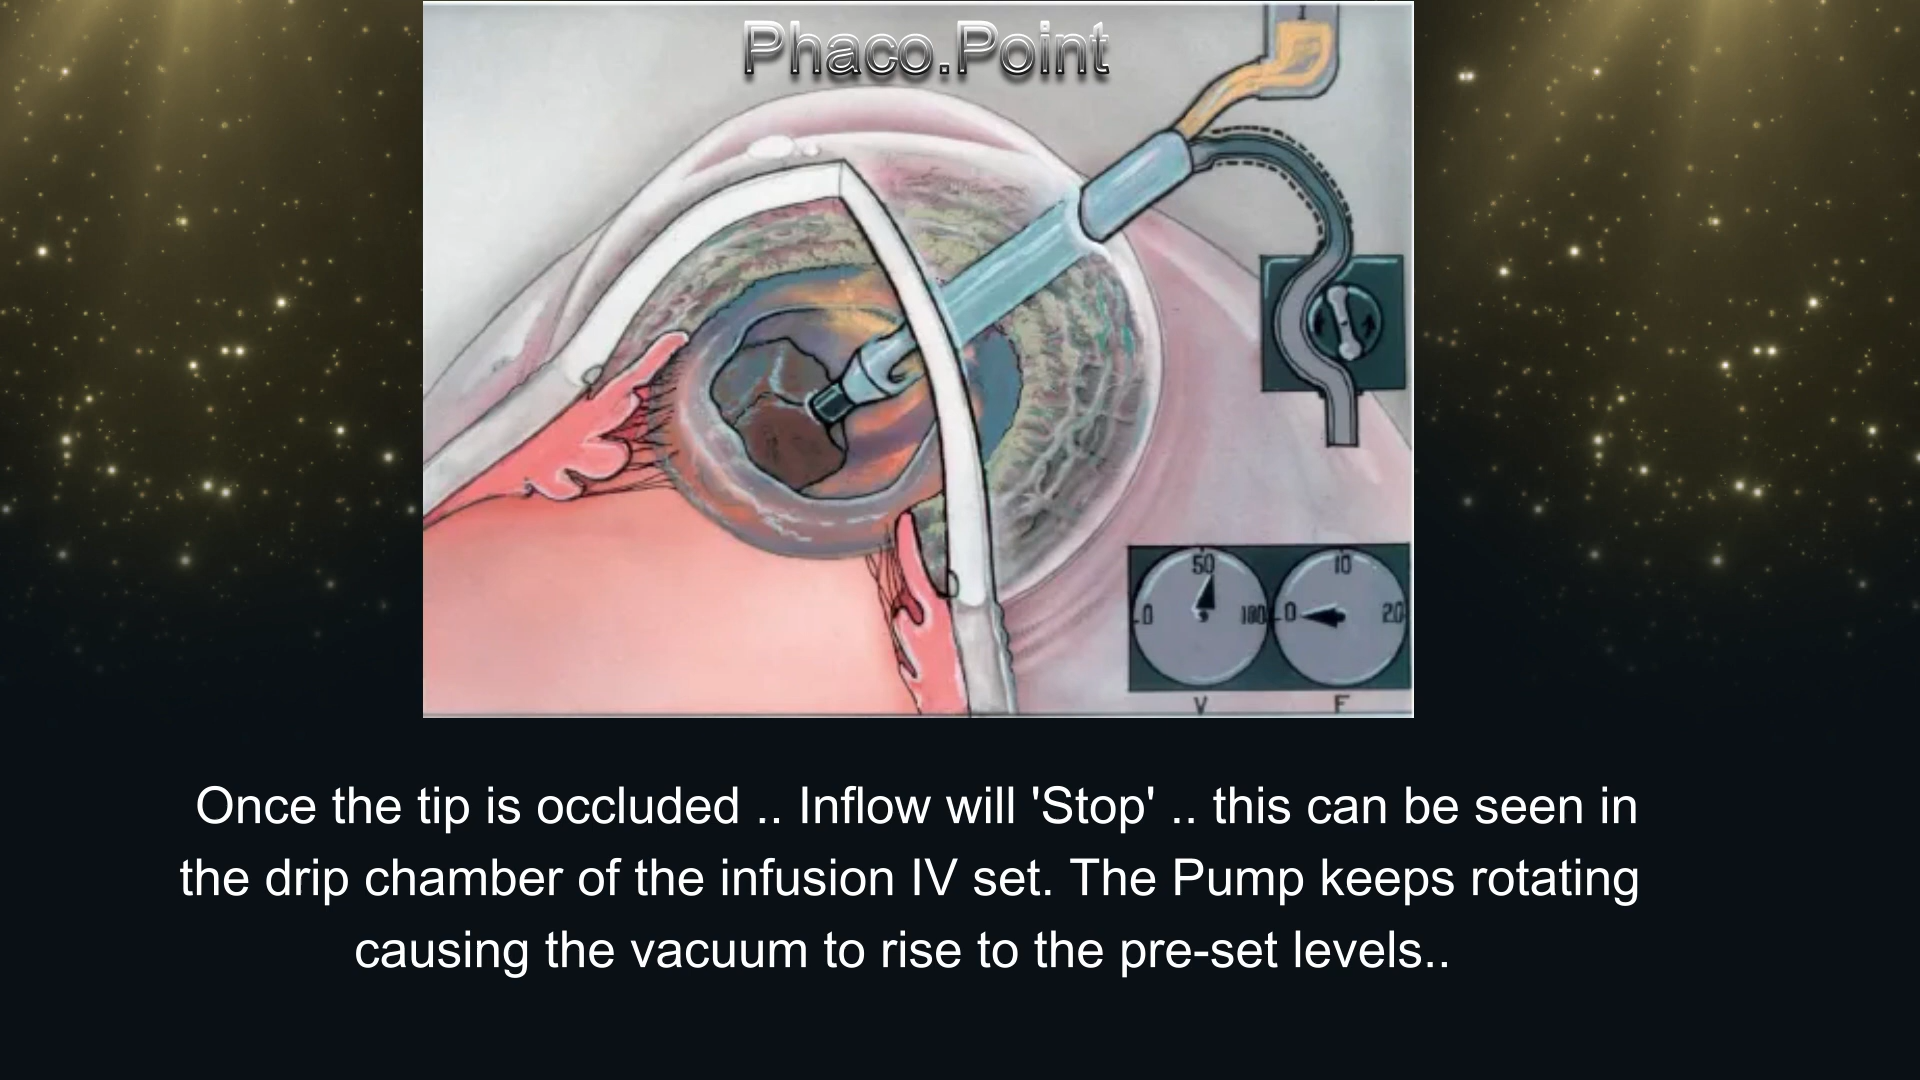 Phaco.Point
50
10
0
100
0
20
V
F
Once the tip is occluded .. Inflow will 'Stop' .. this can be seen in
the drip chamber of the infusion IV set. The Pump keeps rotating
causing the vacuum to rise to the pre-set levels..